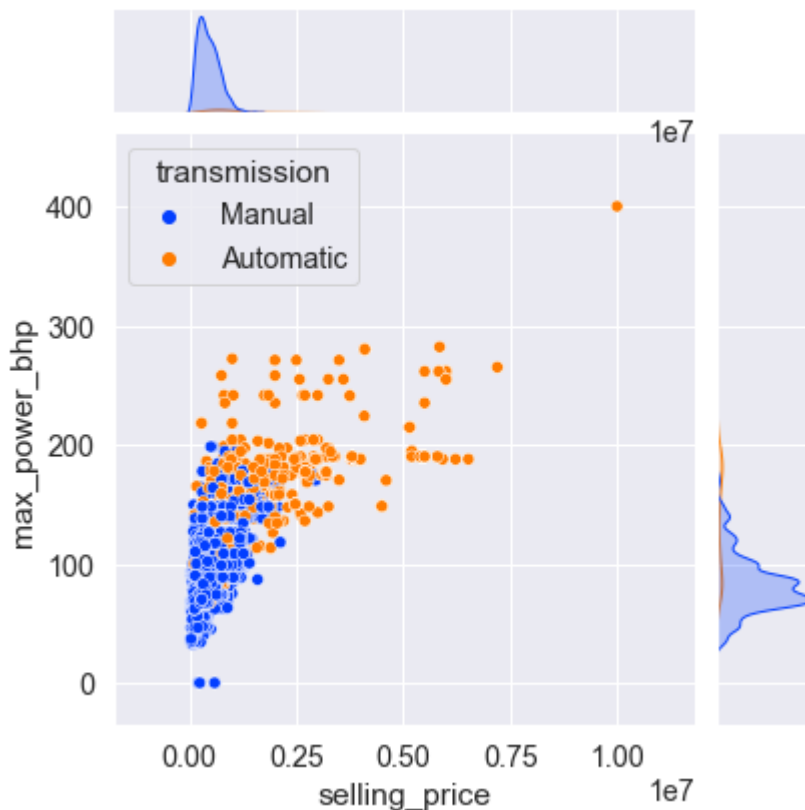 1e7
transmission
Manual
Automatic
400
300
200
100
0
max_power_bhp
0.00 0.25 0.50 0.75 1.00
selling_price
1e7